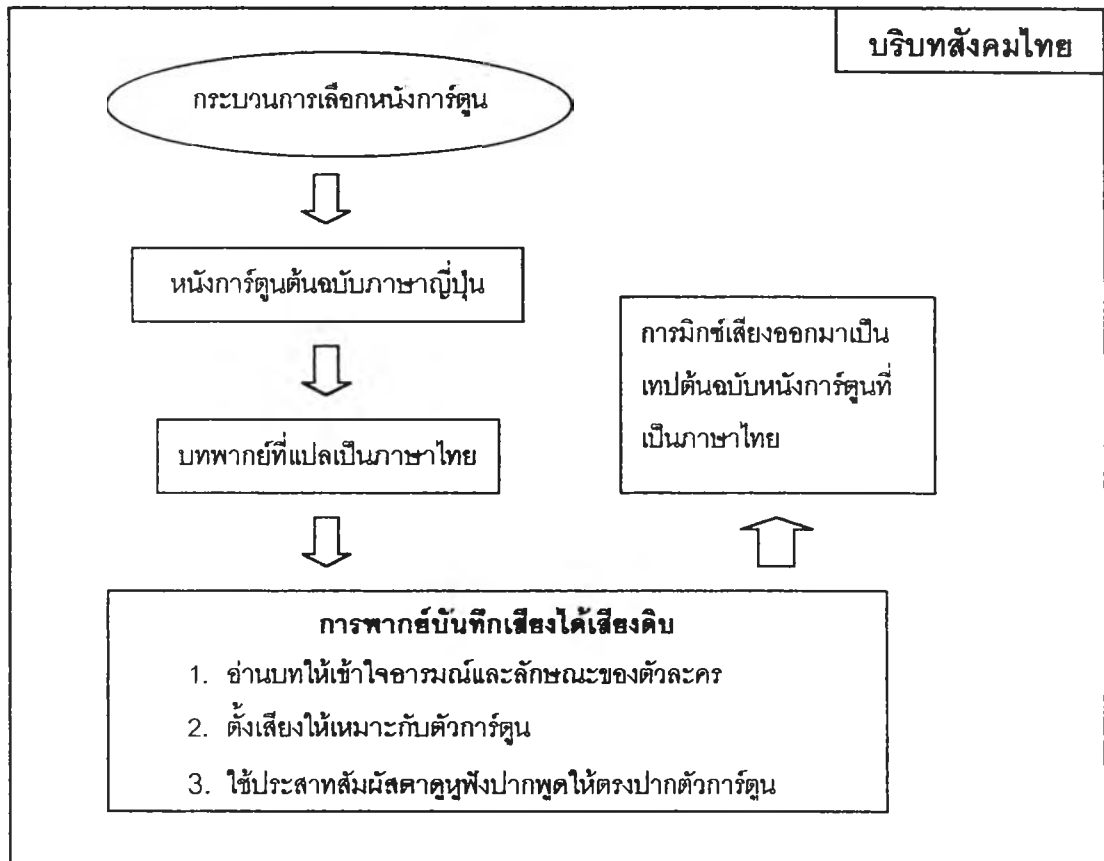 บริบทสังคมไทย
กระบวนการเลือกหนังการ์ตูน
หนังการ์ตูนต้นฉบับภาษาญี่ปุ่น
บทพากย์ที่แปลเป็นภาษาไทย
การพากย์บันทึกเสียงได้เสียงดิบ
1. อ่านบทให้เข้าใจอารมณ์และลักษณะของตัวละคร
2. ตั้งเสียงให้เหมาะกับตัวการ์ตูน
3. ใช้ประสาทสัมผัสตาดูหูฟังปากพูดให้ตรงปากตัวการ์ตูน
การมิกซ์เสียงออกมาเป็น
เทปต้นฉบับหนังการ์ตูนที่
เป็นภาษาไทย